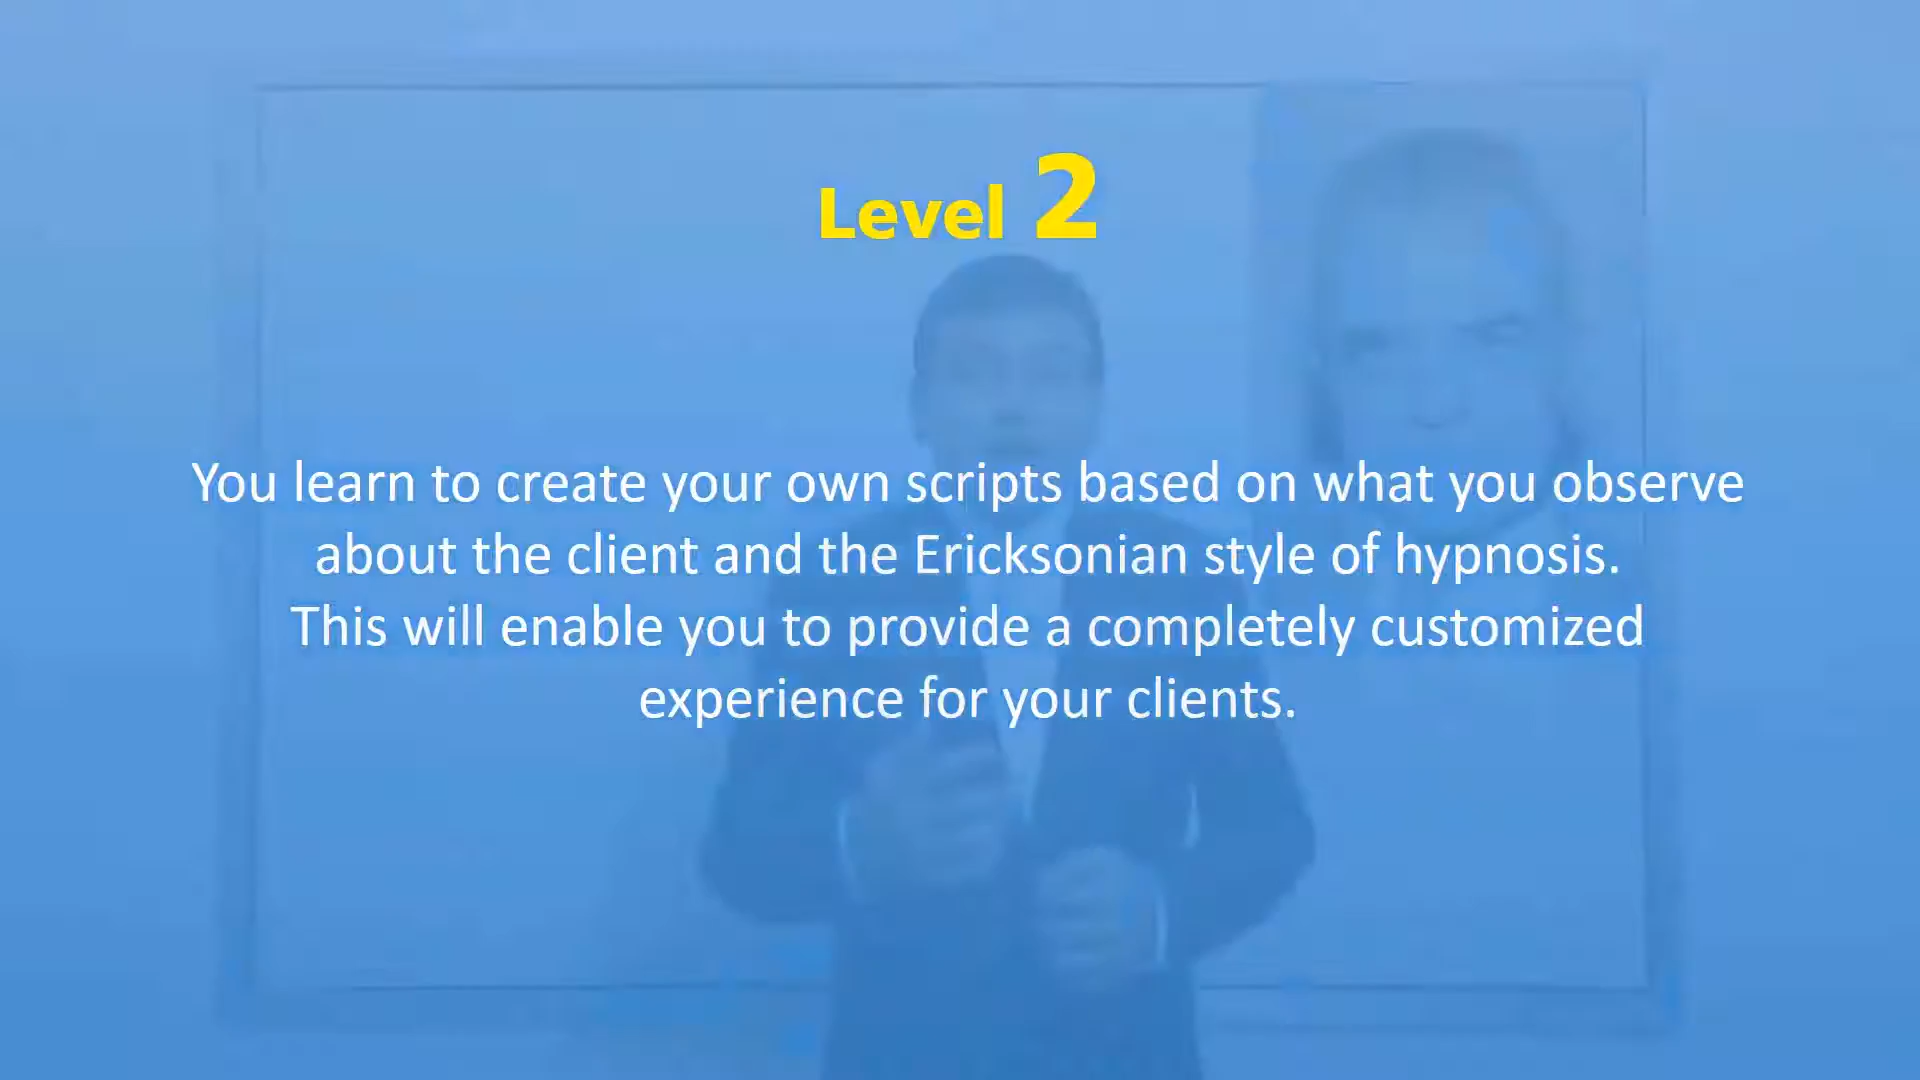 Level 2
You learn to create your own scripts based on what you observe
about the client and the Ericksonian style of hypnosis.
This will enable you to provide a completely customized
experience for your clients.